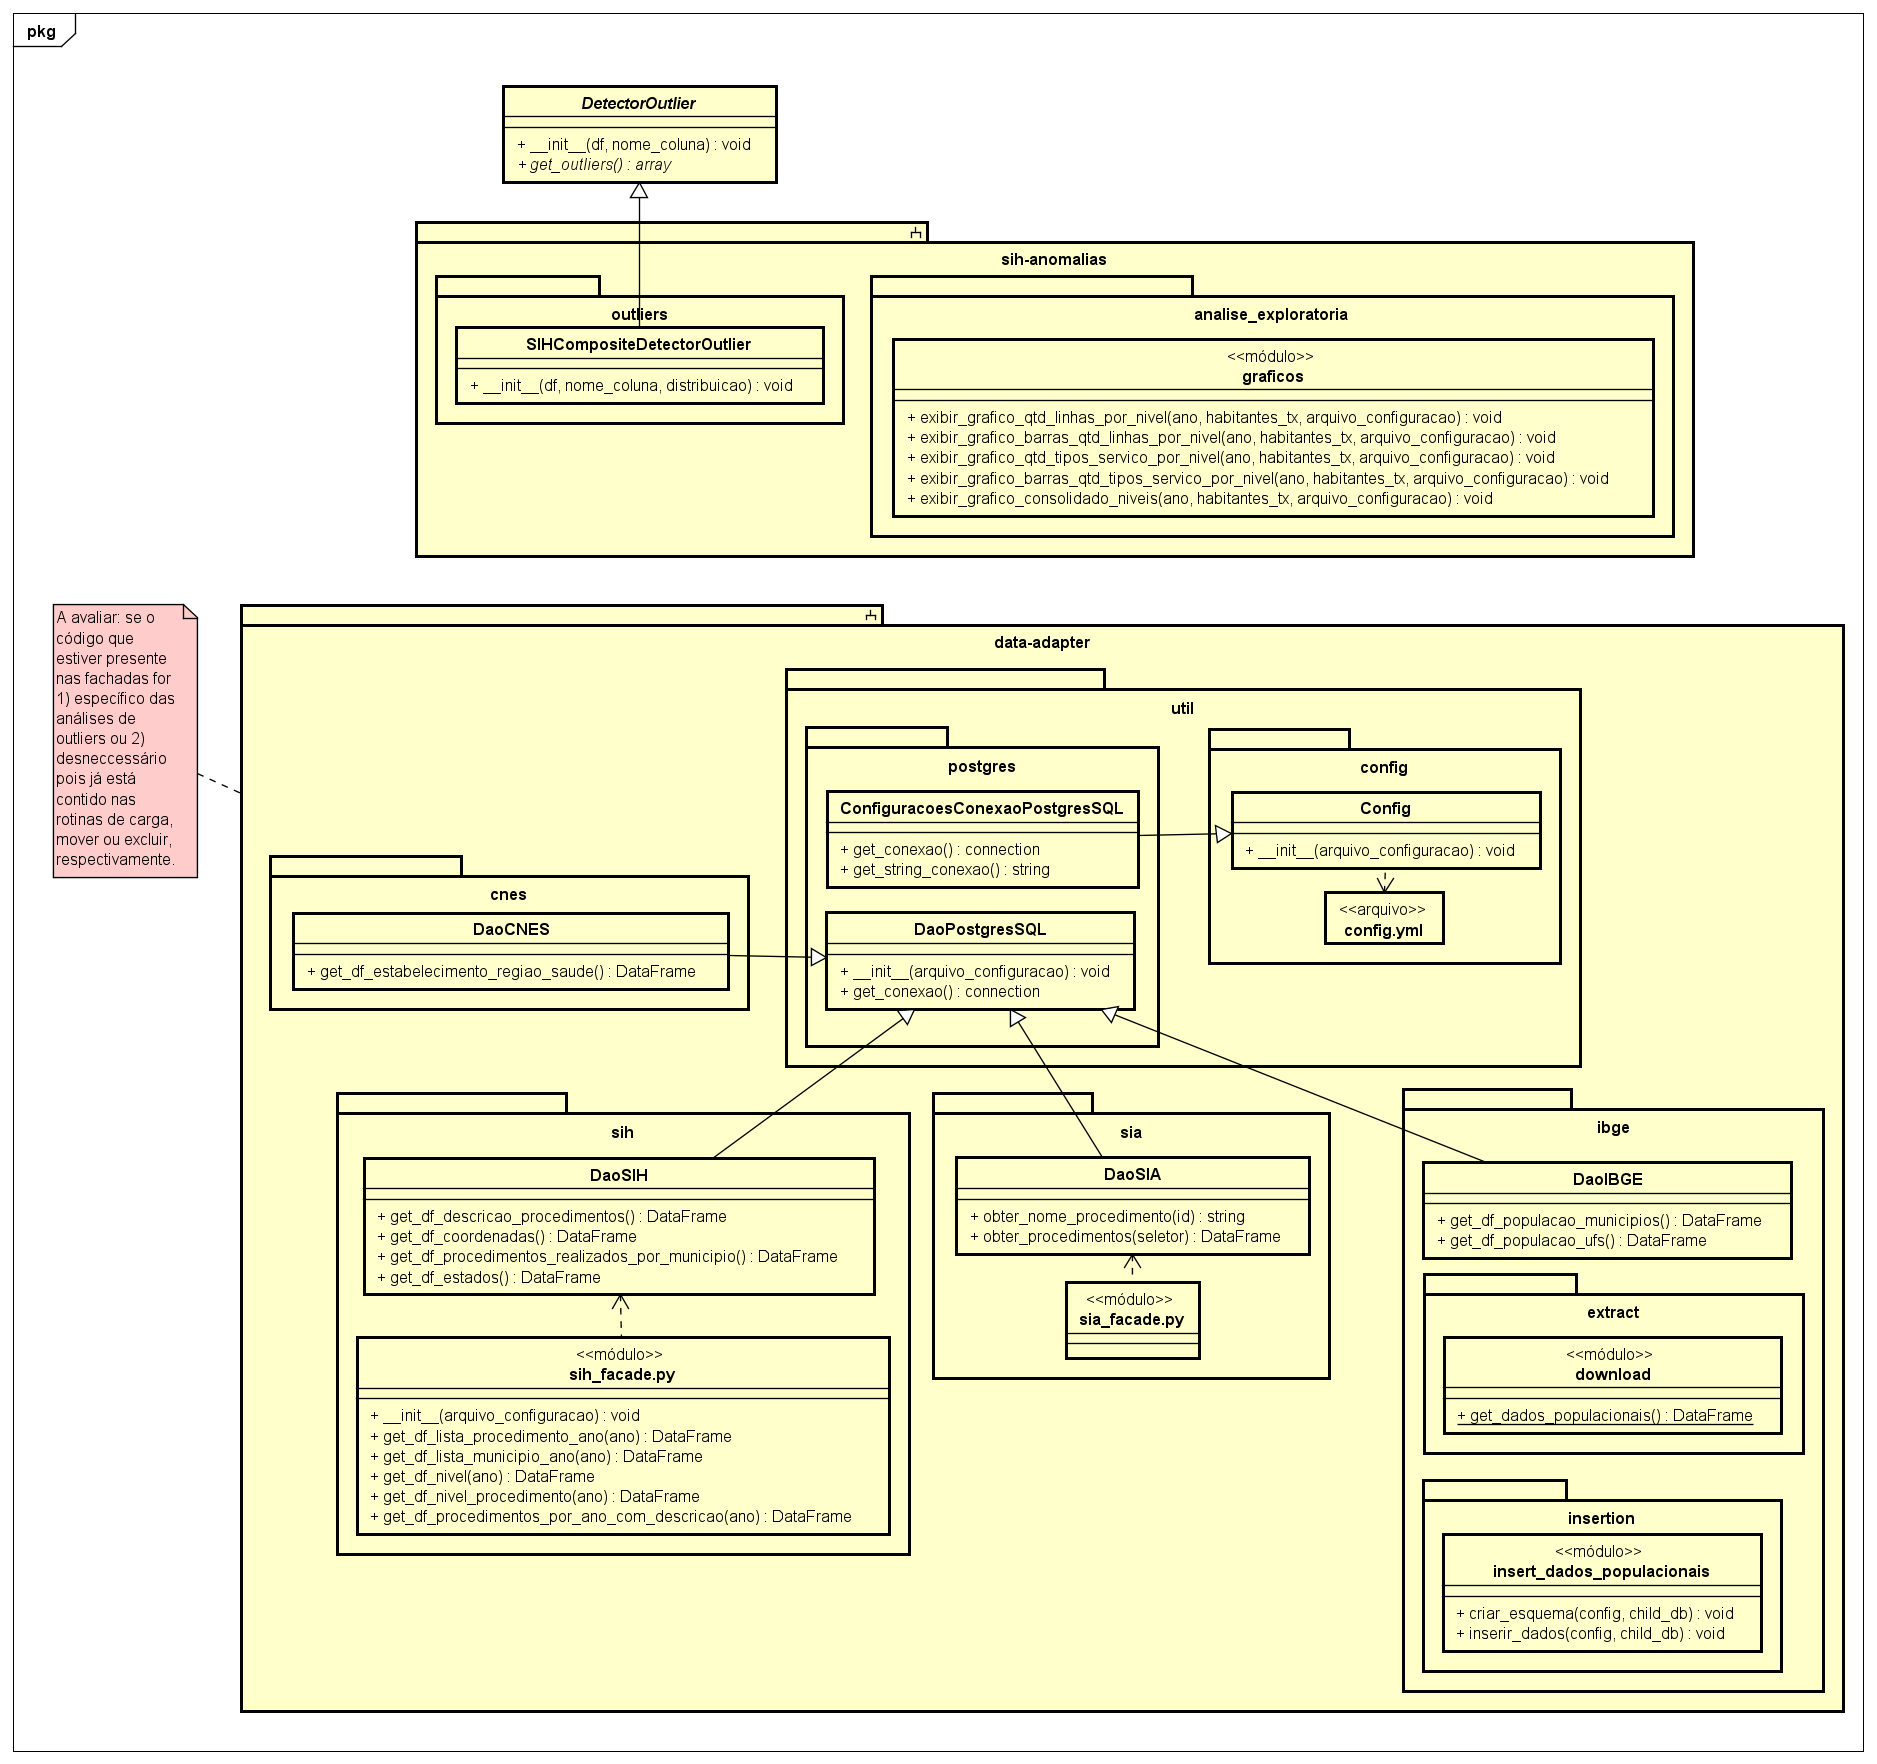 pkg
DetectorOutlier
+ __init__(df, nome_coluna) : void
+ get_outliers() : array
sih-anomalias
outliers
SIHCompositeDetectorOutlier
+ __init__(df, nome_coluna, distribuicao) : void
analise_exploratoria
<<módulo>>
graficos
+ exibir_grafico_qtd_linhas_por_nivel(ano, habitantes_tx, arquivo_configuracao) : void
+ exibir_grafico_barras_qtd_linhas_por_nivel(ano, habitantes_tx, arquivo_configuracao) : void
+ exibir_grafico_qtd_tipos_servico_por_nivel(ano, habitantes_tx, arquivo_configuracao) : void
+ exibir_grafico_barras_qtd_tipos_servico_por_nivel(ano, habitantes_tx, arquivo_configuracao) : void
+ exibir_grafico_consolidado_niveis(ano, habitantes_tx, arquivo_configuracao) : void
A avaliar: se o
código que
estiver presente
nas fachadas for
1) específico das
análises de
outliers ou 2)
desneccessário
pois já está
contido nas
rotinas de carga,
mover ou excluir,
respectivamente.
data-adapter
util
postgres
ConfiguracoesConexaoPostgresSQL
+ get_conexao() : connection
+ get_string_conexao() : string
DaoPostgresSQL
+ __init__(arquivo_configuracao) : void
+ get_conexao() : connection
config
Config
+ __init__(arquivo_configuracao) : void
<<arquivo>>
config.yml
cnes
DaoCNES
+ get_df_estabelecimento_regiao_saude() : DataFrame
sih
DaoSIH
+ get_df_descricao_procedimentos() : DataFrame
+ get_df_coordenadas() : DataFrame
+ get_df_procedimentos_realizados_por_municipio() : DataFrame
+ get_df_estados() : DataFrame
<<módulo>>
sih_facade.py
+ __init__(arquivo_configuracao) : void
+ get_df_lista_procedimento_ano(ano) : DataFrame
+ get_df_lista_municipio_ano(ano) : DataFrame
+ get_df_nivel(ano) : DataFrame
+ get_df_nivel_procedimento(ano) : DataFrame
+ get_df_procedimentos_por_ano_com_descricao(ano) : DataFrame
sia
DaoSIA
+ obter_nome_procedimento(id) : string
+ obter_procedimentos(seletor) : DataFrame
<<módulo>>
sia_facade.py
ibge
DaoIBGE
+ get_df_populacao_municipios() : DataFrame
+ get_df_populacao_ufs() : DataFrame
extract
<<módulo>>
download
+ get_dados_populacionais() : DataFrame
insertion
<<módulo>>
insert_dados_populacionais
+ criar_esquema(config, child_db) : void
+ inserir_dados(config, child_db) : void